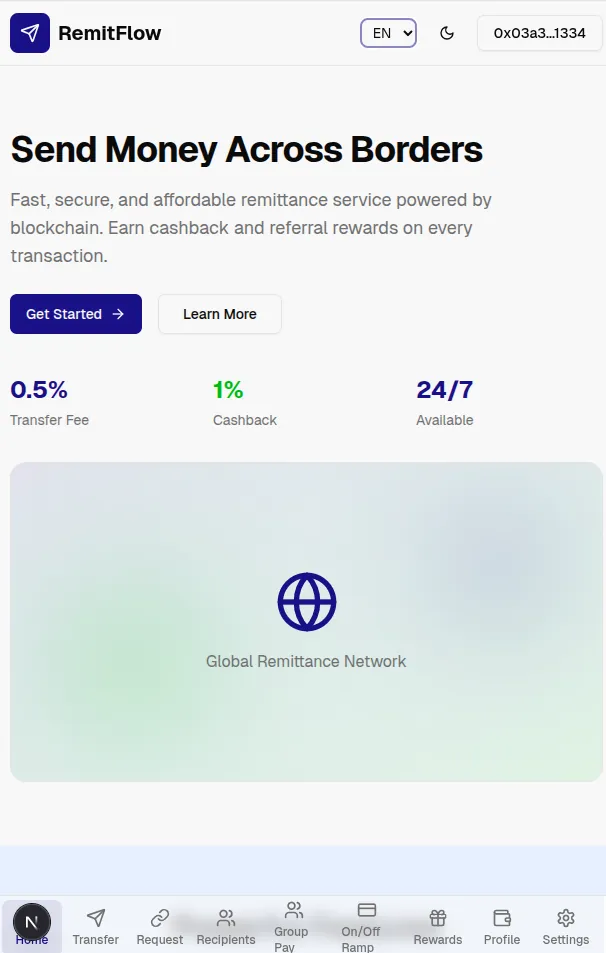 RemitFlow
EN
0x03a3...1334
Send Money Across Borders
Fast, secure, and affordable remittance service powered by
blockchain. Earn cashback and referral rewards on every
transaction.
Get Started
Learn More
0.5%
1%
24/7
Transfer Fee
Cashback
Available
Global Remittance Network
N
Home
Transfer
Request
Recipients
Group
Pay
On/Off
Ramp
Rewards
Profile
Settings